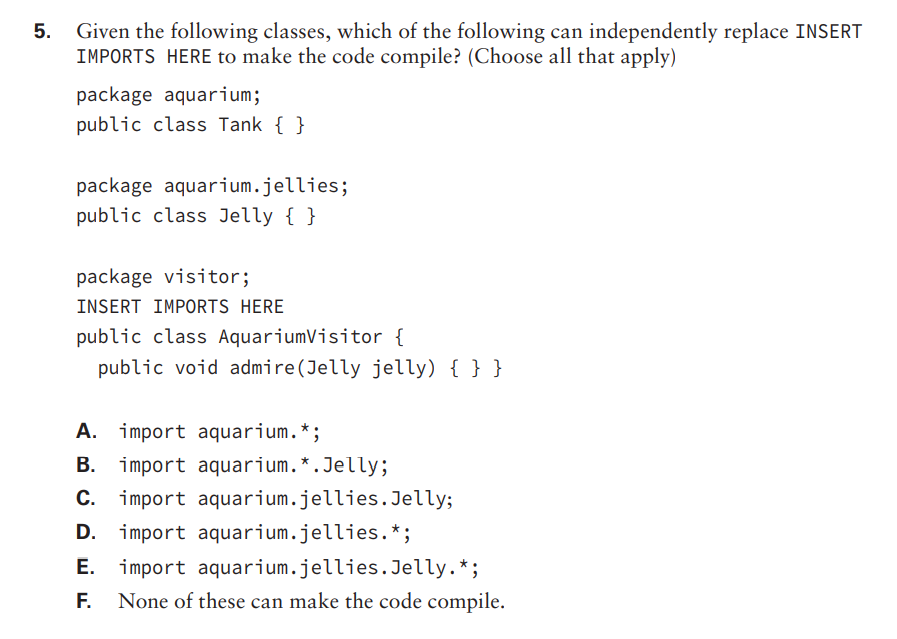 5. Given the following classes, which of the following can independently replace INSERT
IMPORTS HERE to make the code compile? (Choose all that apply)
package aquarium;
public class Tank { }
package aquarium.jellies;
public class Jelly { }
package visitor;
INSERT IMPORTS HERE
public class AquariumVisitor {
public void admire(Jelly jelly) { } }
A. import aquarium.*;
B. import aquarium.*.Jelly;
C. import aquarium.jellies.Jelly;
D. import aquarium.jellies.*;
E. import aquarium.jellies.Jelly.*;
F. None of these can make the code compile.